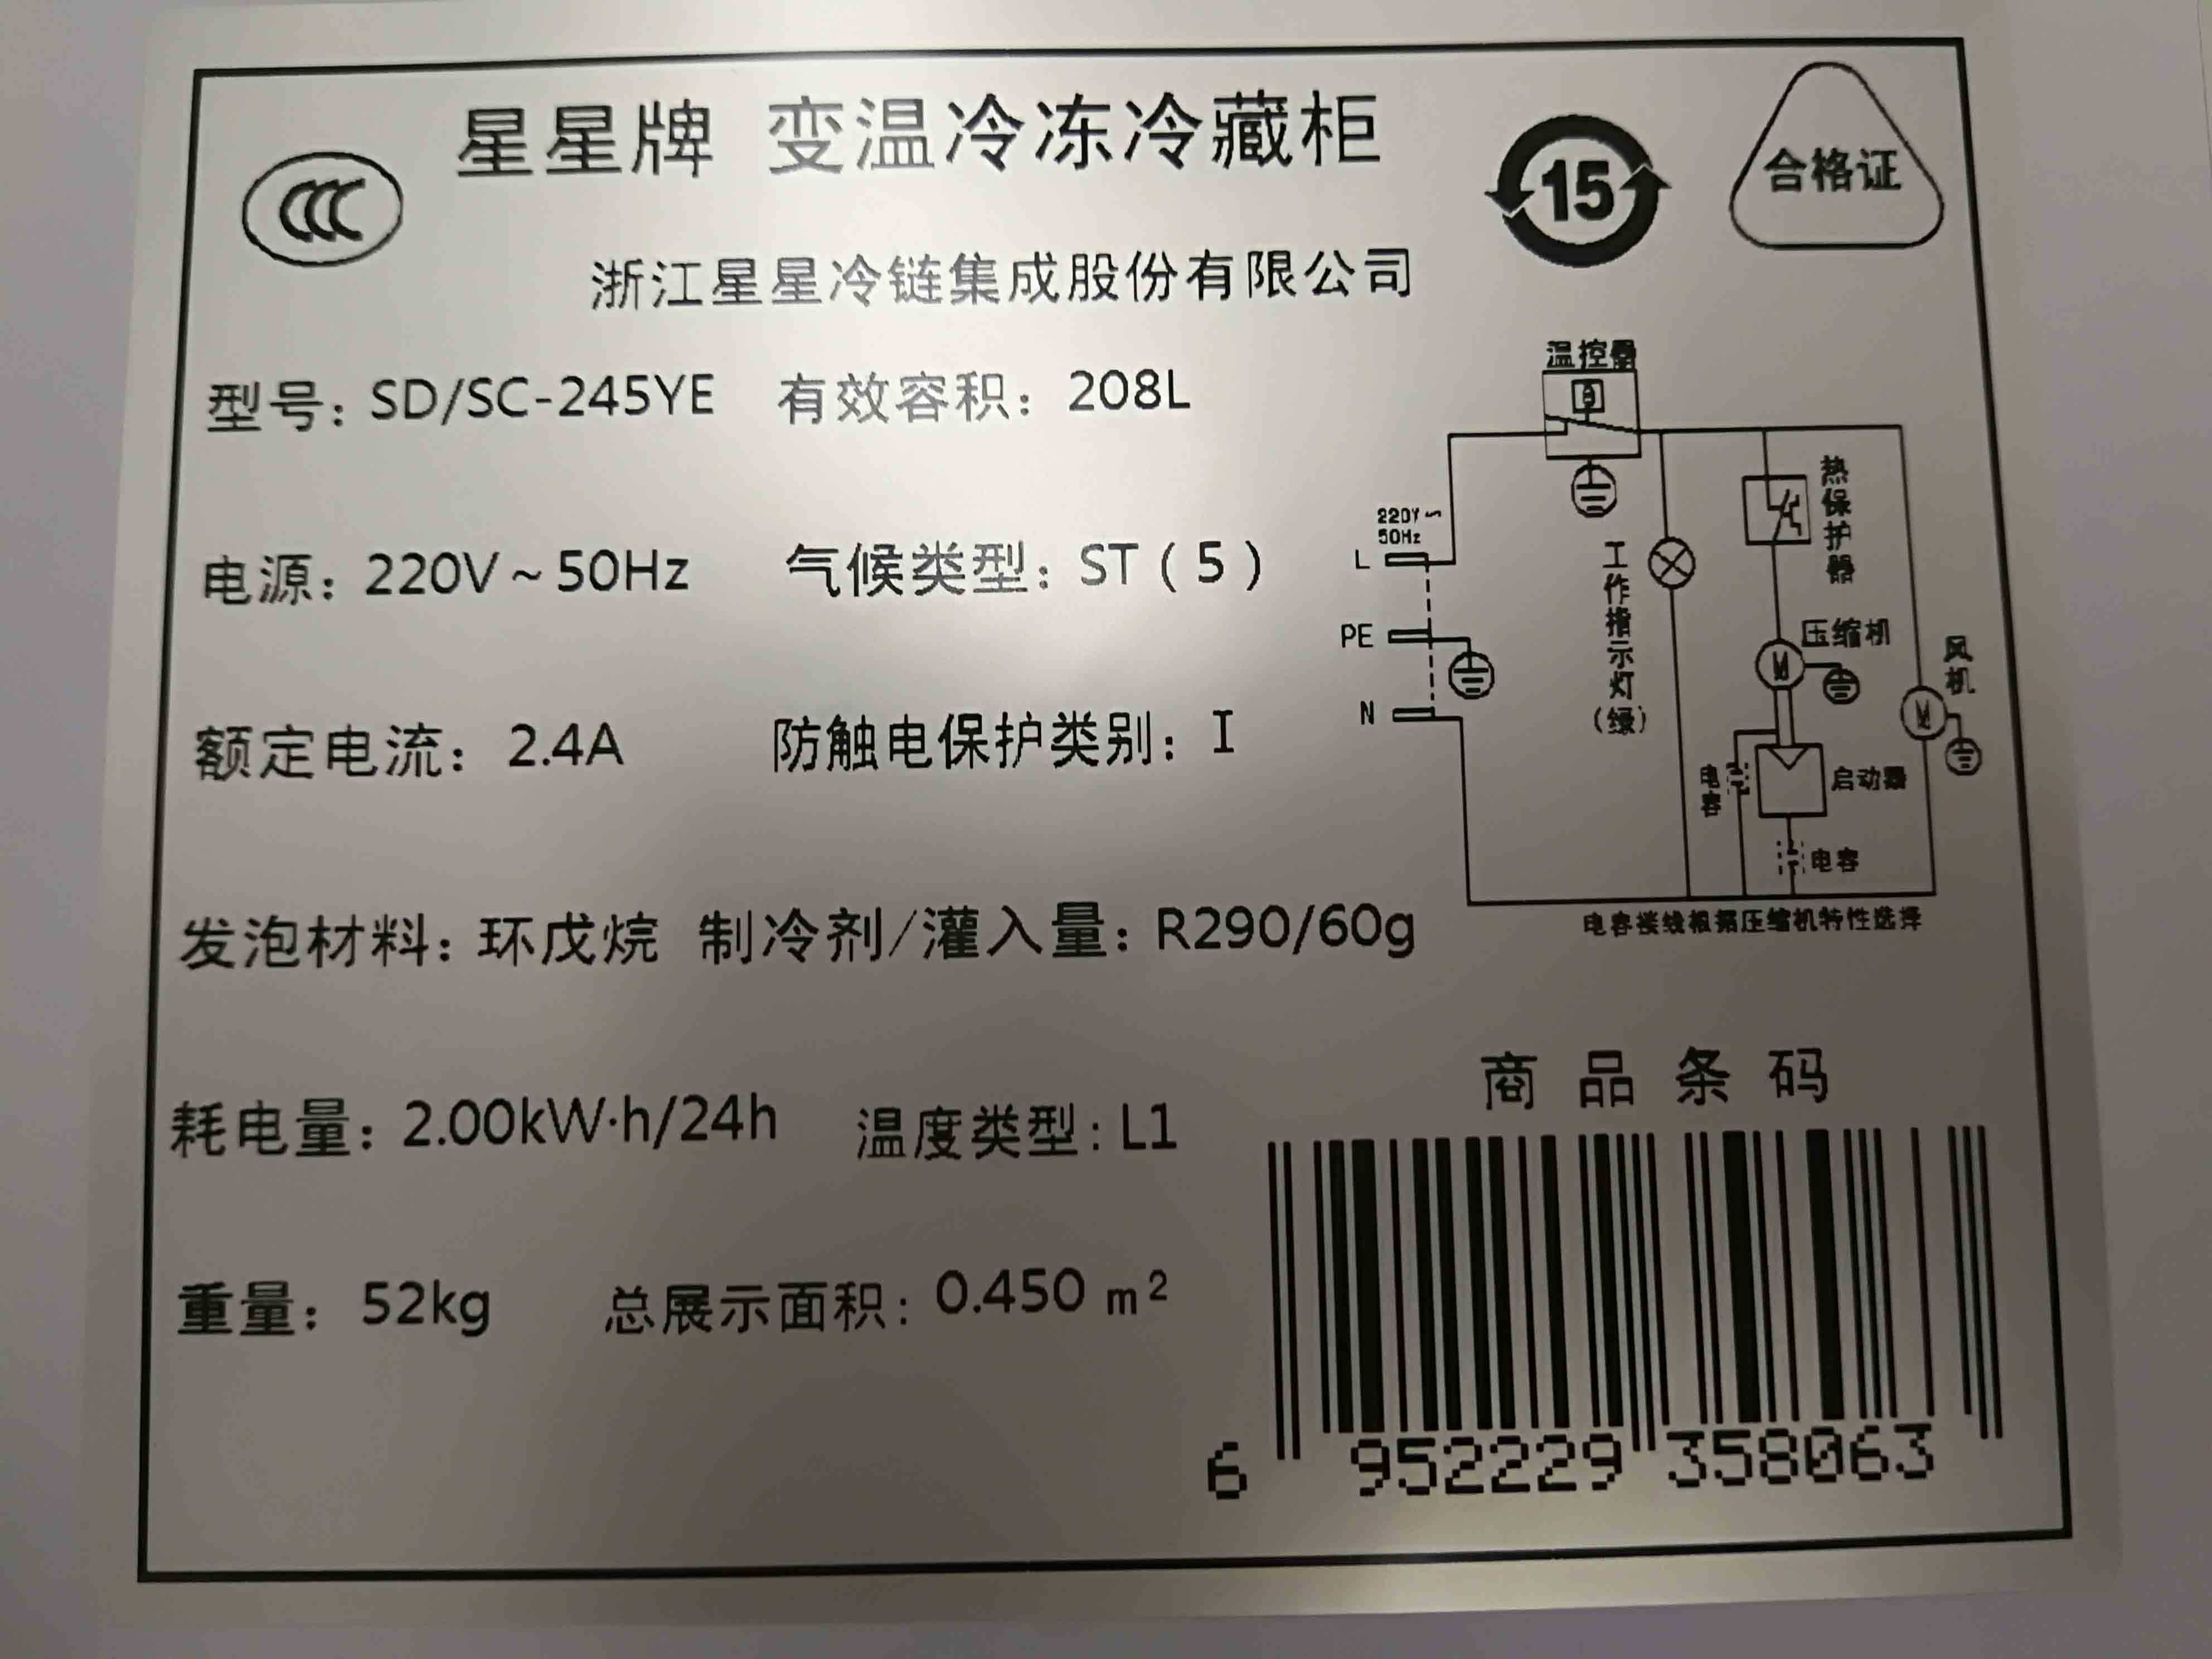 CCC
星星牌 变温冷冻冷藏柜
15
合格证
浙江星星冷链集成股份有限公司
型号: SD/SC-245YE 有效容积: 208L
电源: 220V~50Hz 气候类型: ST(5)
额定电流: 2.4A 防触电保护类别: I
发泡材料: 环戊烷 制冷剂/灌入量: R290/60g
耗电量: 2.00kW·h/24h 温度类型: L1
重量: 52kg 总展示面积: 0.450 m²
温控器
220V~
50Hz
L
PE
N
工作指示灯(绿)
热保护器
压缩机
M
风机
M
电容
启动器
电容
电容接线根据压缩机特性选择
商品条码
6 952229 358063